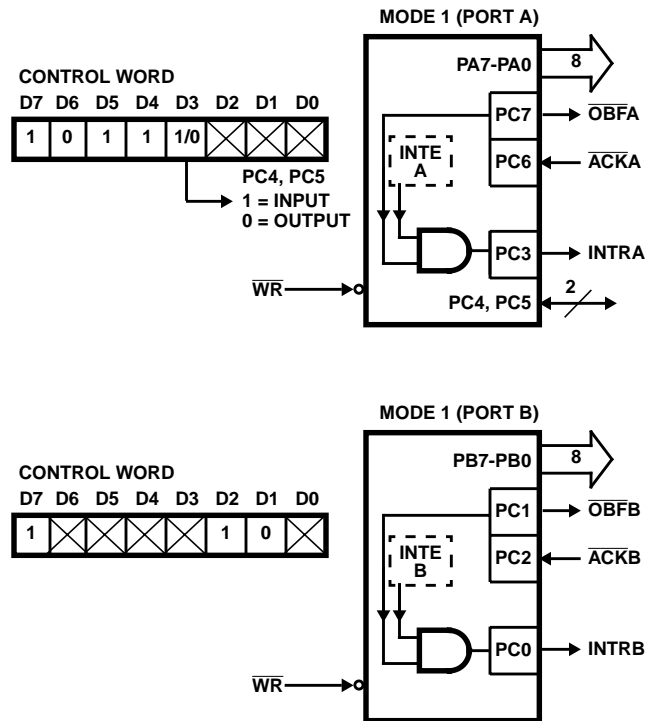 MODE 1 (PORT A)
CONTROL WORD
D7 D6 D5 D4 D3 D2 D1 D0
1 0 1 1 1/0
PC4, PC5
1 = INPUT
0 = OUTPUT
PA7-PA0
8
PC7
OBFA
INTE
A
PC6
ACKA
PC3
INTRA
WR
PC4, PC5
2
MODE 1 (PORT B)
CONTROL WORD
D7 D6 D5 D4 D3 D2 D1 D0
1 1 0
PB7-PB0
8
PC1
OBFB
INTE
B
PC2
ACKB
PC0
INTRB
WR